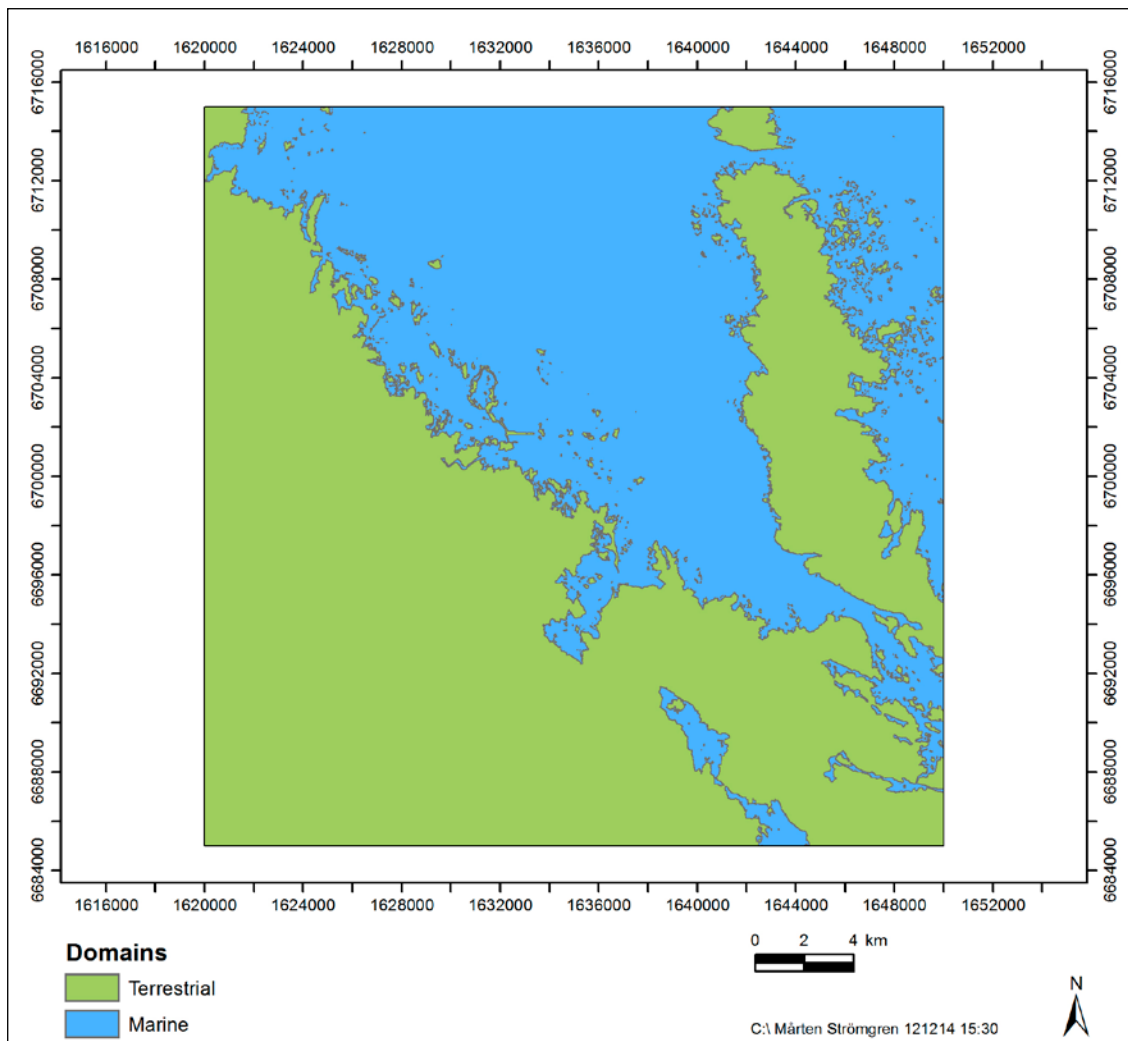 1616000 1620000 1624000 1628000 1632000 1636000 1640000 1644000 1648000 1652000
6716000 6716000
6712000 6712000
6708000 6708000
6704000 6704000
6700000 6700000
6696000 6696000
6692000 6692000
6688000 6688000
6684000 6684000
1616000 1620000 1624000 1628000 1632000 1636000 1640000 1644000 1648000 1652000
Domains
Terrestrial
Marine
0 2 4 km
N
C:\ Mårten Strömgren 121214 15:30